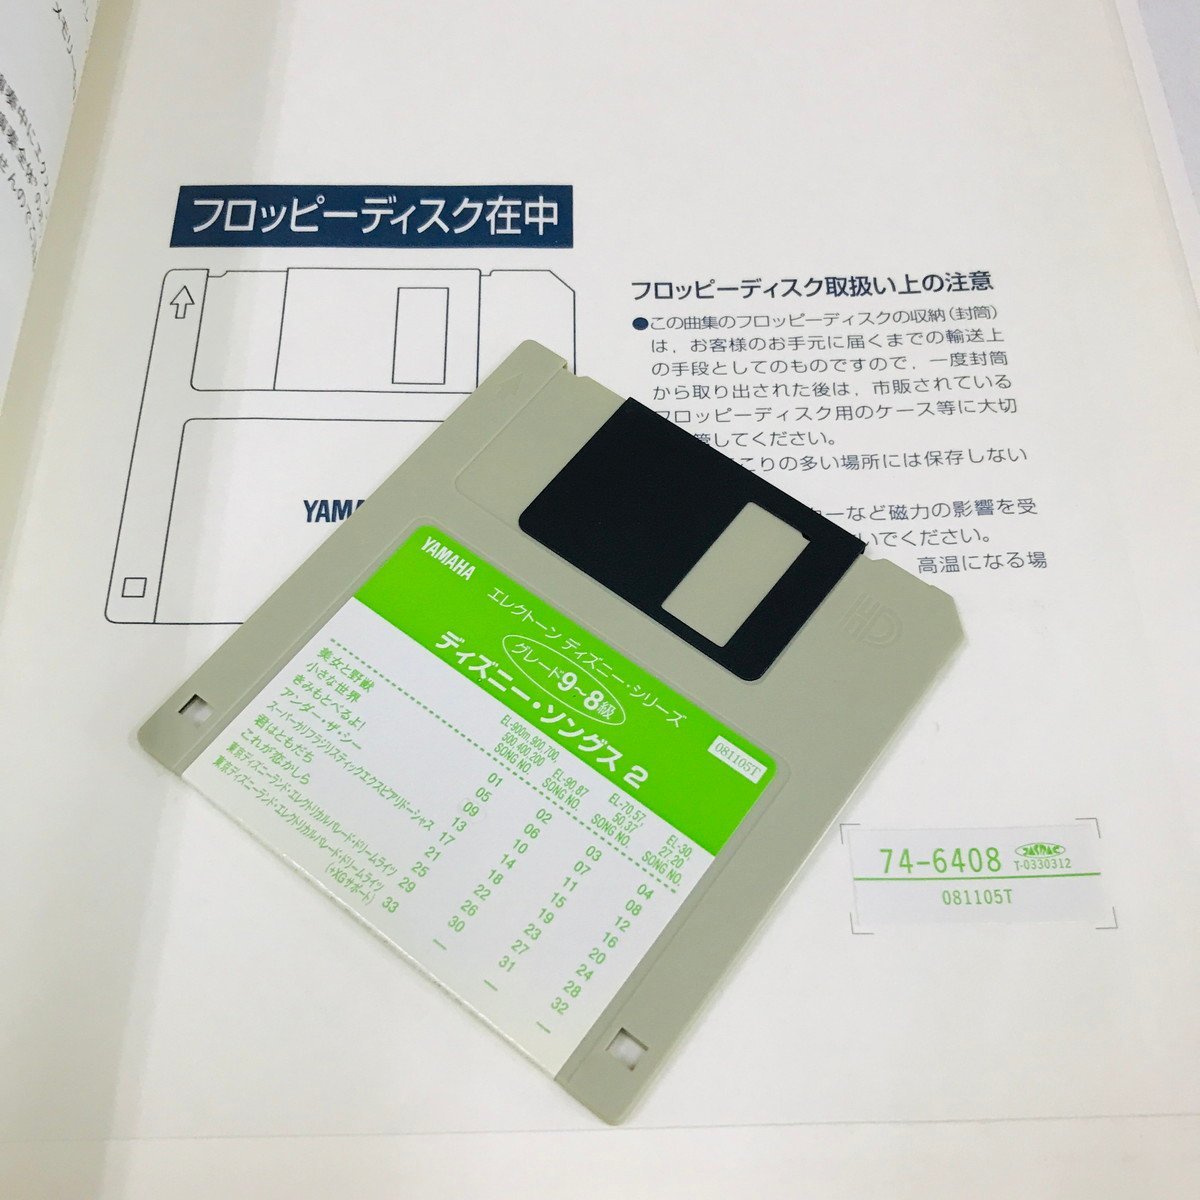 メモリー
フロッピーディスク在中
YAMA
フロッピーディスク取扱い上の注意
●この曲集のフロッピーディスクの収納(封筒)
は，お客様のお手元に届くまでの輸送上
の手段としてのものですので，一度封筒
から取り出された後は，市販されている
フロッピーディスク用のケース等に大切
管してください。
こりの多い場所には保存しない
カーなど磁力の影響を受
いでください。
高温になる場
HD
YAMAHA
エレクトーン ディズニー・シリーズ
グレード9～8級
ディズニー・ソングス 2
081105T
EL-900m,900,700, 500,400,200 SONG NO.
EL-90,87 SONG NO.
EL-70,57, 50,37 SONG NO.
EL-30, 27,20 SONG NO.
美女と野獣 01 02 03 04
小さな世界 05 06 07 08
きみもとべるよ! 09 10 11 12
アンダー・ザ・シー 13 14 15 16
スーパーカリフラジリスティックエクスピアリドーシャス 17 18 19 20
君はともだち 21 22 23 24
これが恋かしら 25 26 27 28
東京ディズニーランド・エレクトリカルパレード・ドリームライツ 29 30 31 32
東京ディズニーランド・エレクトリカルパレード・ドリームライツ
(+XGサポート) 33 — — —
74-6408
T-0330312
081105T